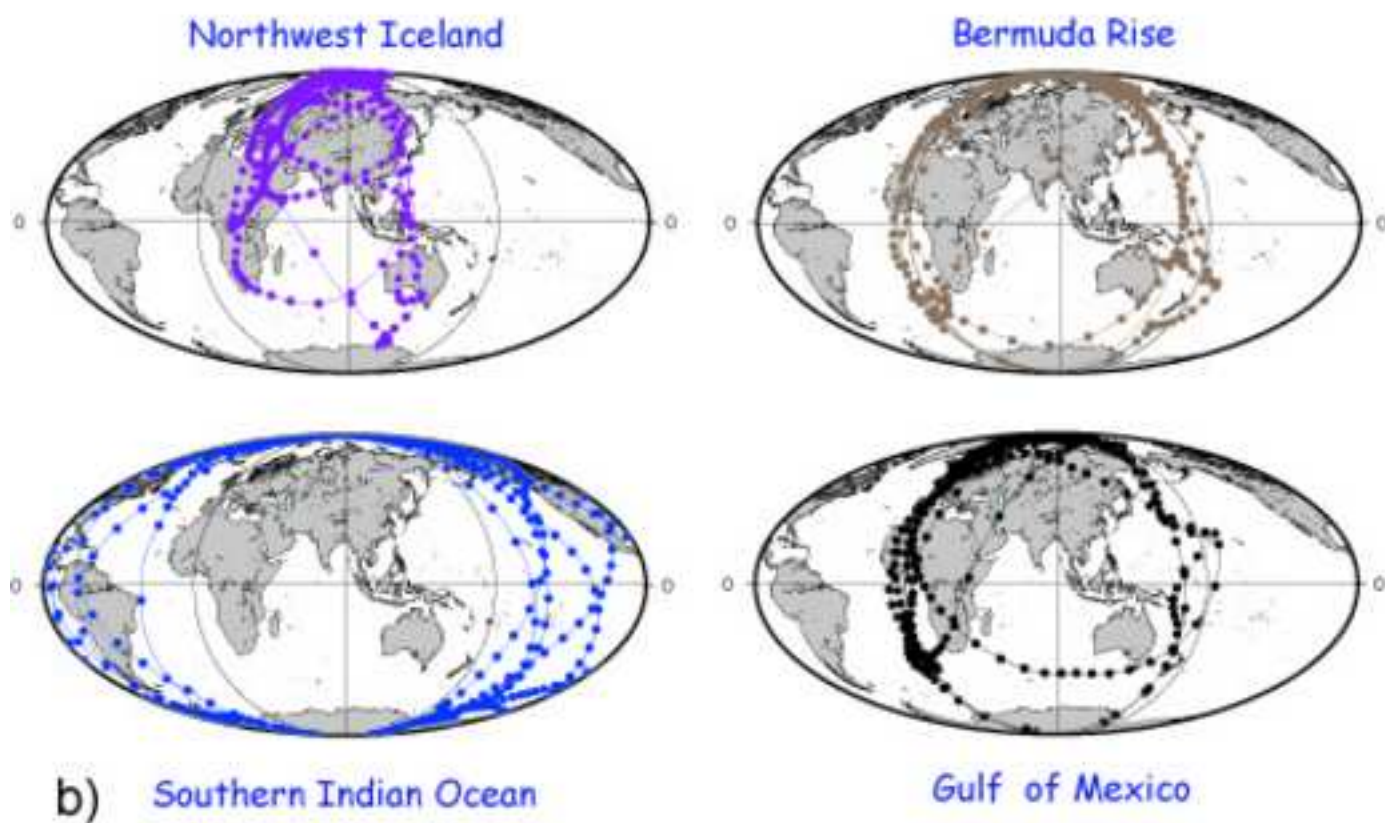 Northwest Iceland
Bermuda Rise
0 0
0 0
0 0
0 0
b) Southern Indian Ocean
Gulf of Mexico